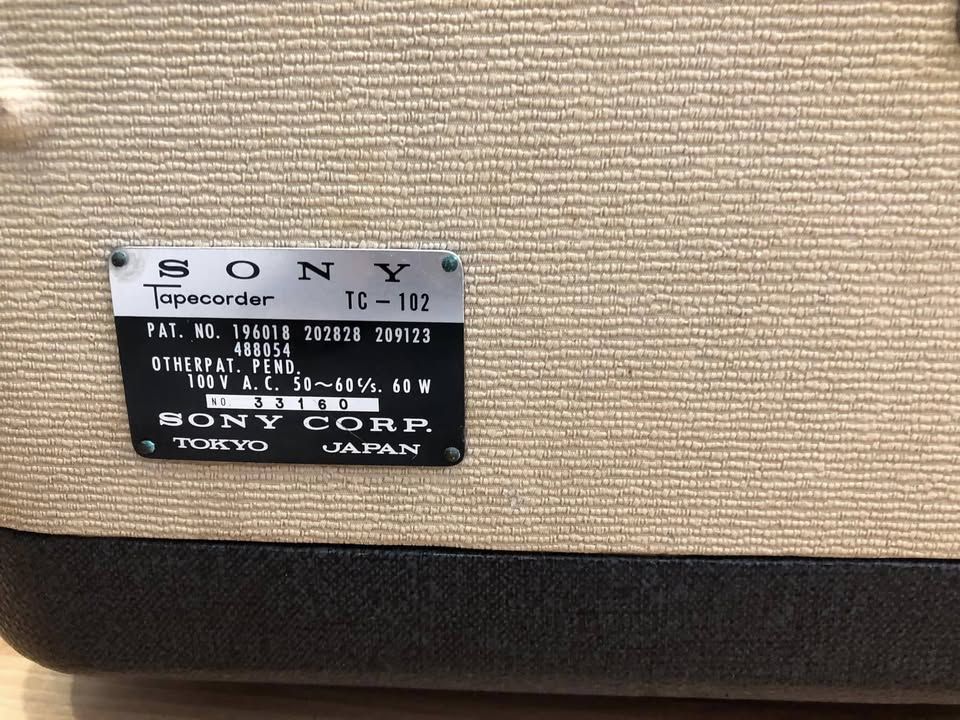 SONY
Tapecorder TC-102
PAT. NO. 196018 202828 209123
488054
OTHERPAT. PEND.
100V A.C. 50~60c/s. 60W
NO. 33160
SONY CORP.
TOKYO JAPAN